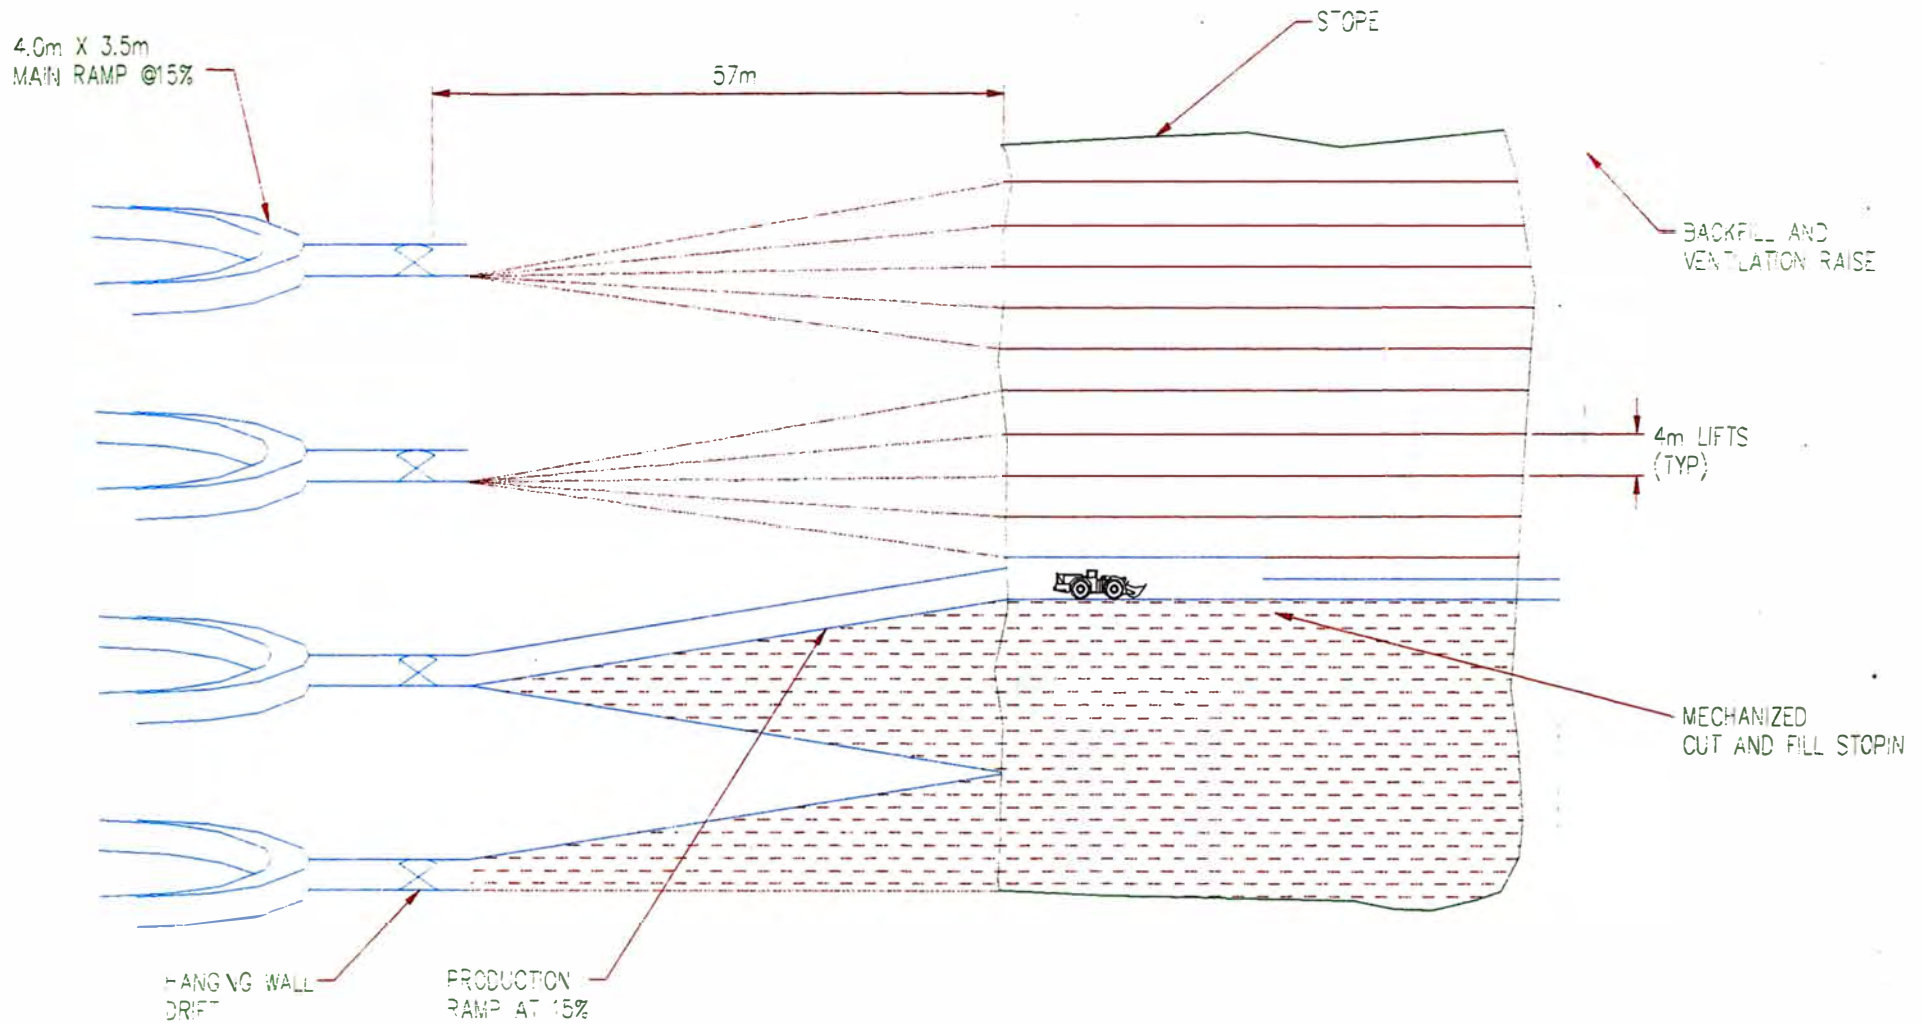 STOPE
4.0m X 3.5m
MAIN RAMP @15%
57m
BACKFILL AND
VENTILATION RAISE
4m LIFTS
(TYP)
MECHANIZED
CUT AND FILL STOPIN
HANGING WALL
DRIFT
PRODUCTION
RAMP AT 15%